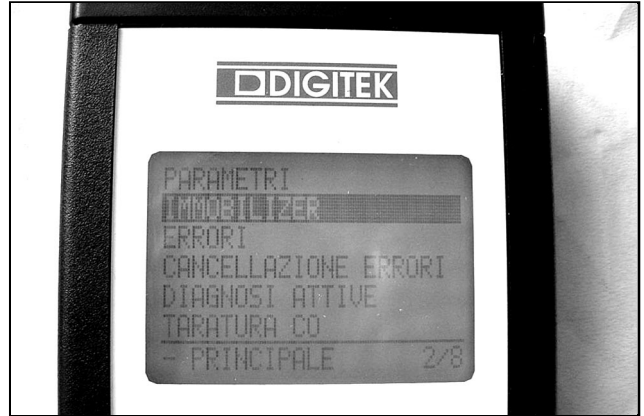 DIGITEK
PARAMETRI
IMMOBILIZER
ERRORI
CANCELLAZIONE ERRORI
DIAGNOSI ATTIVE
TARATURA CO
- PRINCIPALE 2/8